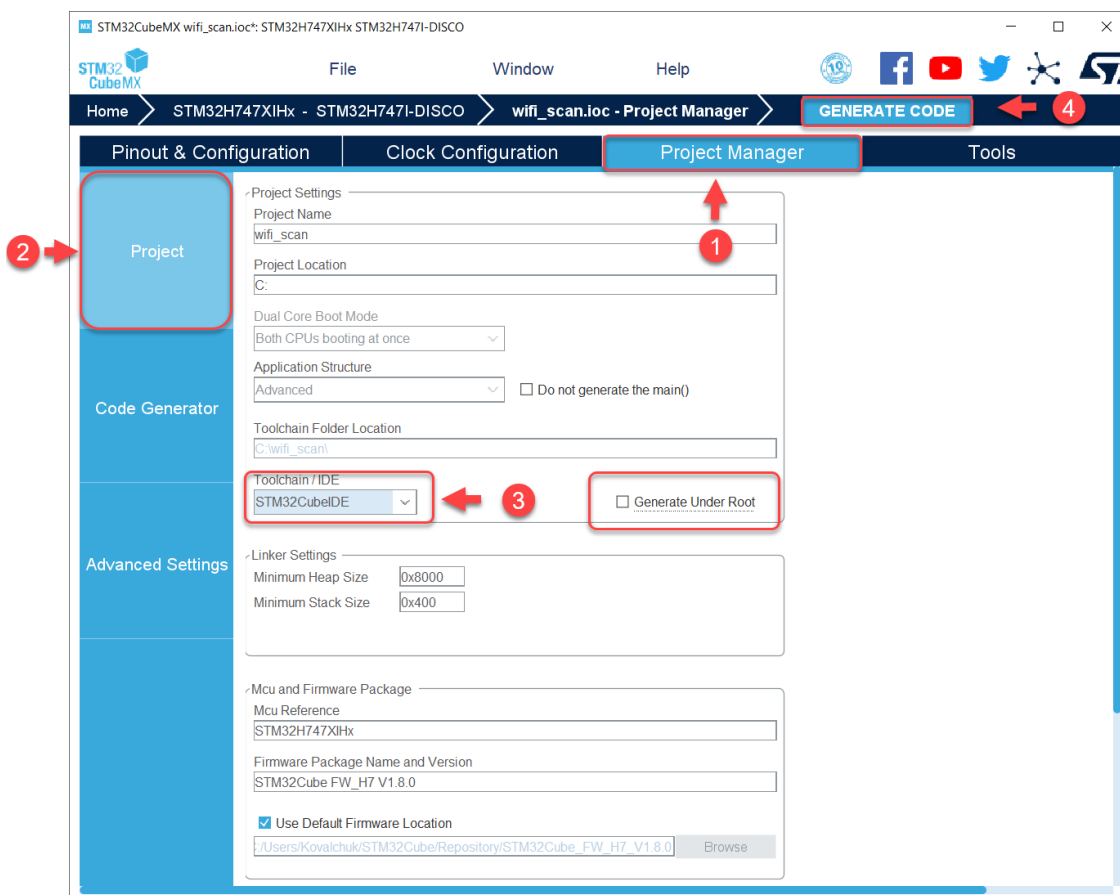 MX STM32CubeMX wifi_scan.ioc*: STM32H747XIHx STM32H747I-DISCO
STM32
CubeMX
File Window Help
10
Home STM32H747XIHx - STM32H747I-DISCO wifi_scan.ioc - Project Manager GENERATE CODE 4
Pinout & Configuration Clock Configuration Project Manager Tools
1
2
Project
Code Generator
Advanced Settings
Project Settings
Project Name
wifi_scan
Project Location
C:
Dual Core Boot Mode
Both CPUs booting at once
Application Structure
Advanced Do not generate the main()
Toolchain Folder Location
C:\wifi_scan\
Toolchain / IDE
STM32CubeIDE 3 Generate Under Root
Linker Settings
Minimum Heap Size 0x8000
Minimum Stack Size 0x400
Mcu and Firmware Package
Mcu Reference
STM32H747XIHx
Firmware Package Name and Version
STM32Cube FW_H7 V1.8.0
Use Default Firmware Location
:/Users/Kovalchuk/STM32Cube/Repository/STM32Cube_FW_H7_V1.8.0 Browse